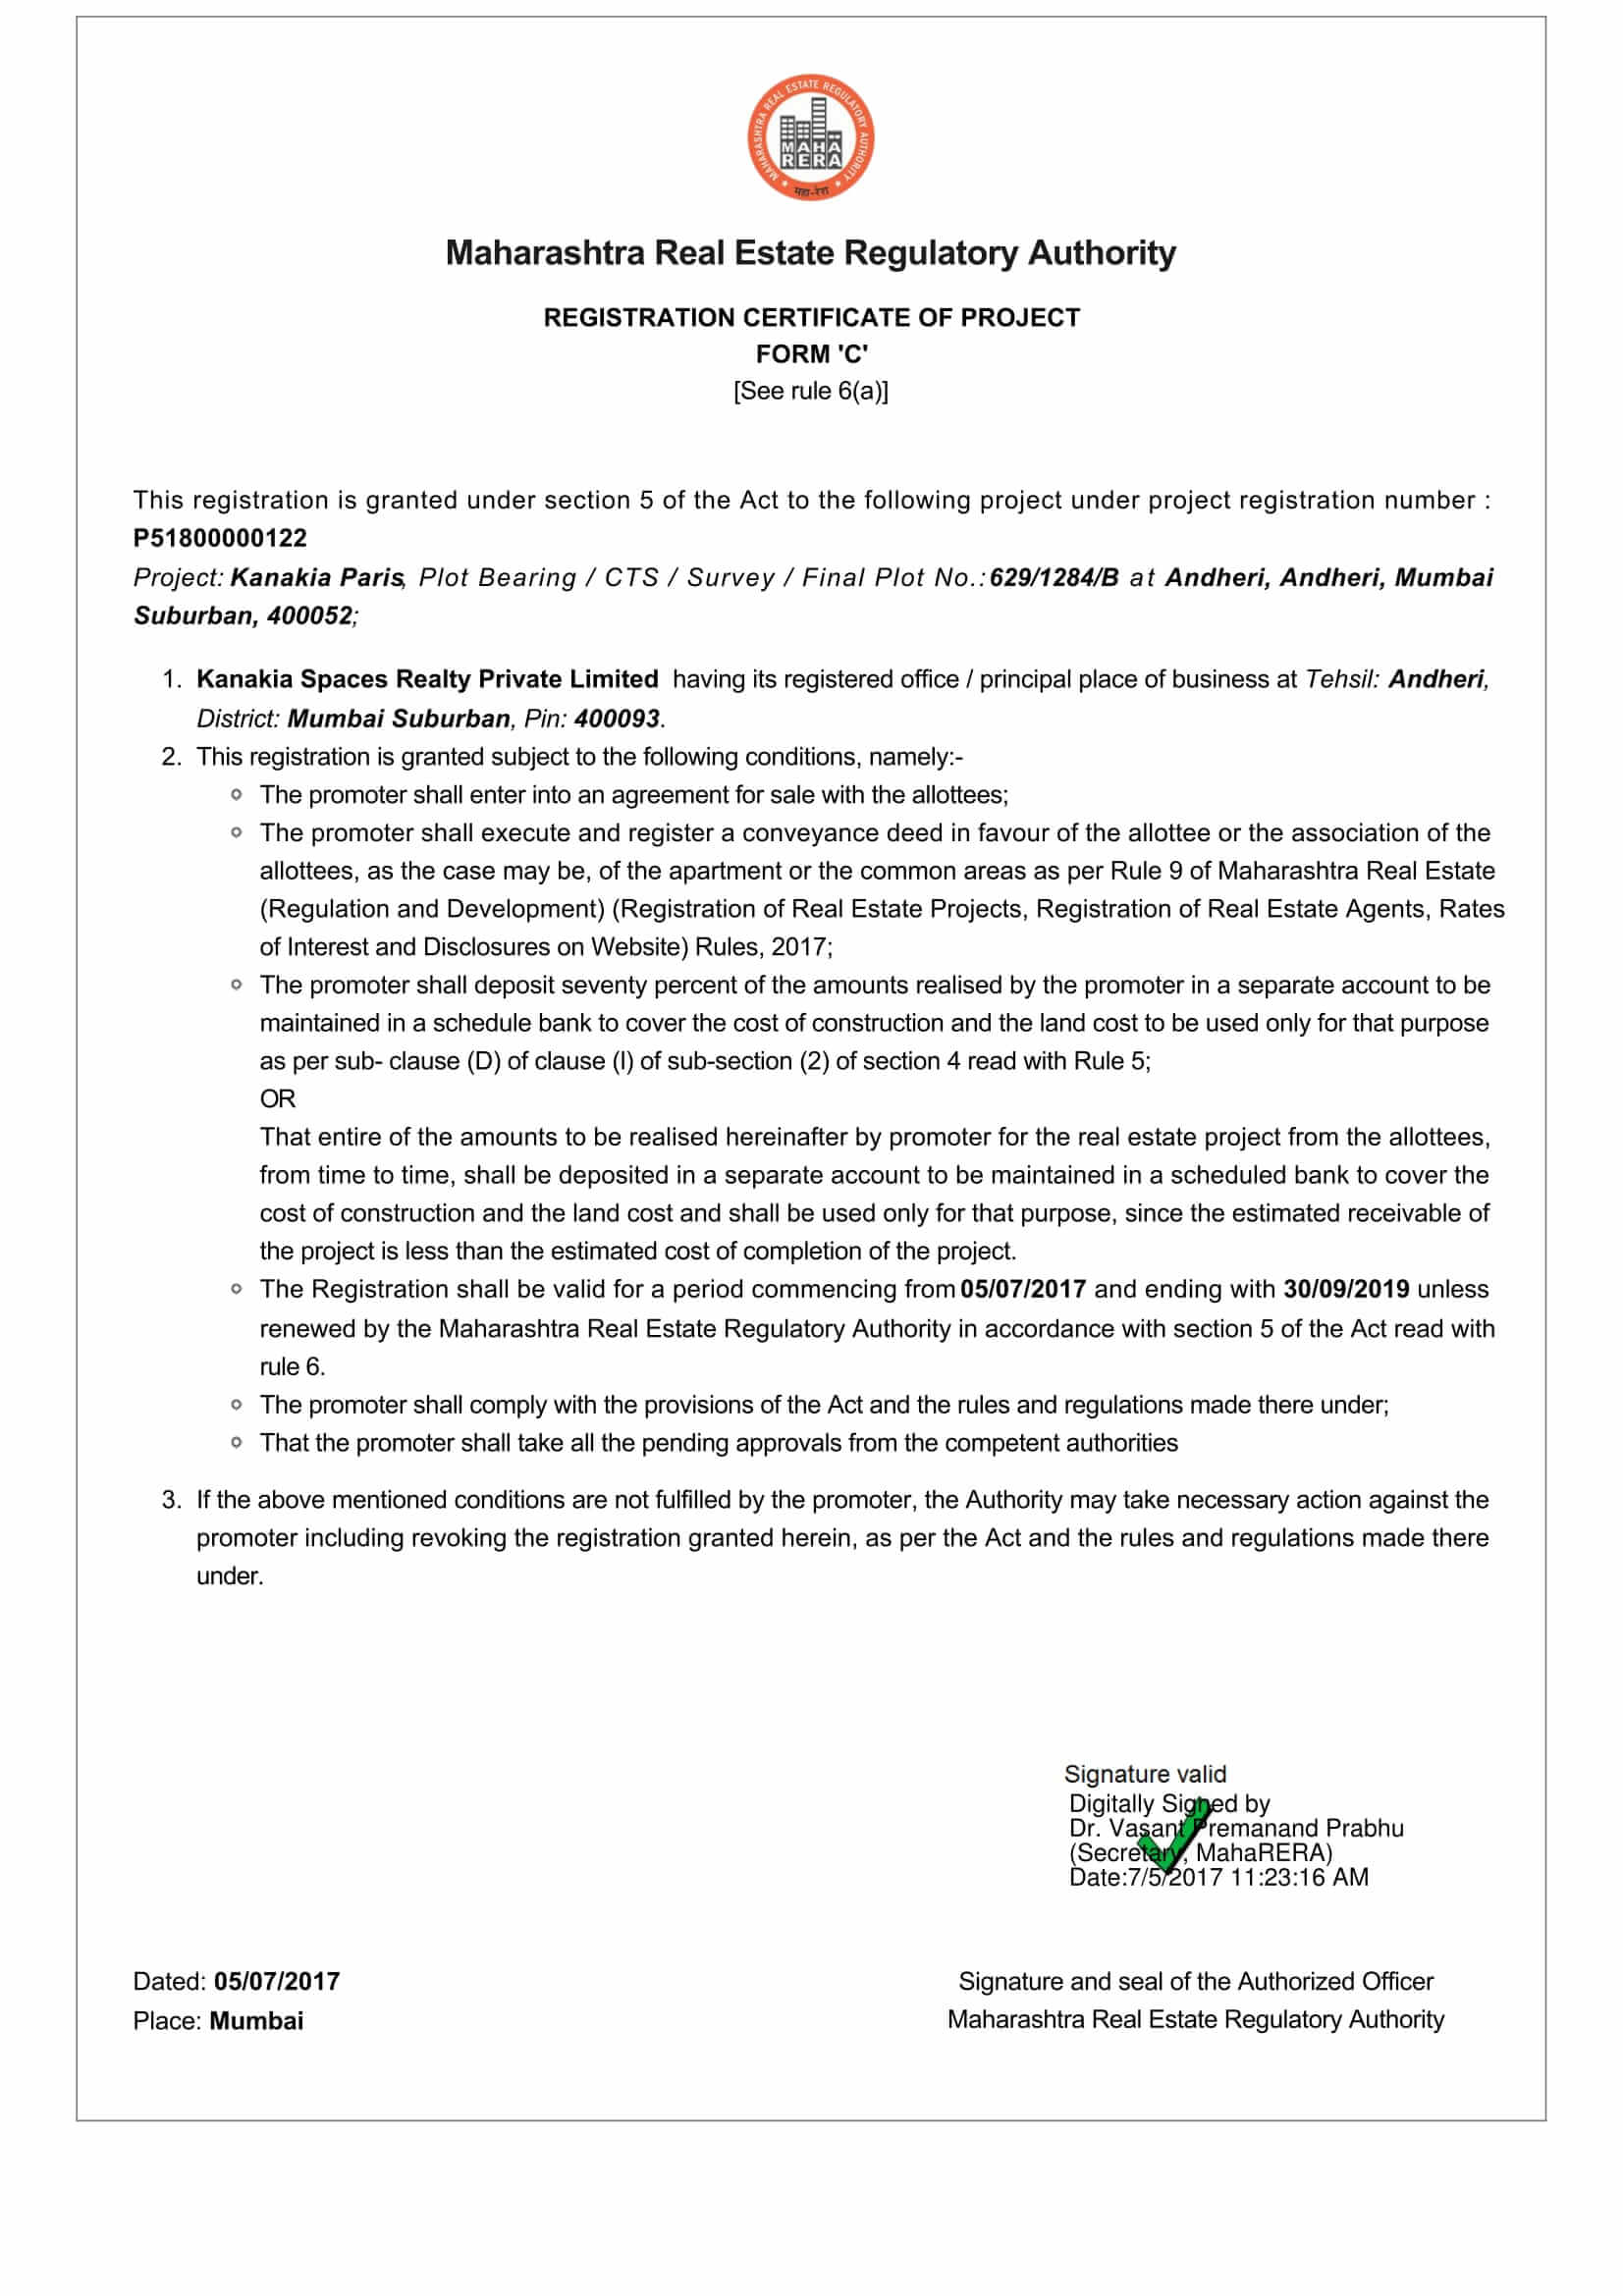 MAHARASHTRA REAL ESTATE REGULATORY AUTHORITY
MAHA
RERA
महा-रेरा
Maharashtra Real Estate Regulatory Authority
REGISTRATION CERTIFICATE OF PROJECT
FORM 'C'
[See rule 6(a)]
This registration is granted under section 5 of the Act to the following project under project registration number :
P51800000122
Project: Kanakia Paris, Plot Bearing / CTS / Survey / Final Plot No.:629/1284/B at Andheri, Andheri, Mumbai
Suburban, 400052;
1. Kanakia Spaces Realty Private Limited having its registered office / principal place of business at Tehsil: Andheri,
District: Mumbai Suburban, Pin: 400093.
2. This registration is granted subject to the following conditions, namely:-
The promoter shall enter into an agreement for sale with the allottees;
The promoter shall execute and register a conveyance deed in favour of the allottee or the association of the
allottees, as the case may be, of the apartment or the common areas as per Rule 9 of Maharashtra Real Estate
(Regulation and Development) (Registration of Real Estate Projects, Registration of Real Estate Agents, Rates
of Interest and Disclosures on Website) Rules, 2017;
The promoter shall deposit seventy percent of the amounts realised by the promoter in a separate account to be
maintained in a schedule bank to cover the cost of construction and the land cost to be used only for that purpose
as per sub- clause (D) of clause (l) of sub-section (2) of section 4 read with Rule 5;
OR
That entire of the amounts to be realised hereinafter by promoter for the real estate project from the allottees,
from time to time, shall be deposited in a separate account to be maintained in a scheduled bank to cover the
cost of construction and the land cost and shall be used only for that purpose, since the estimated receivable of
the project is less than the estimated cost of completion of the project.
The Registration shall be valid for a period commencing from 05/07/2017 and ending with 30/09/2019 unless
renewed by the Maharashtra Real Estate Regulatory Authority in accordance with section 5 of the Act read with
rule 6.
The promoter shall comply with the provisions of the Act and the rules and regulations made there under;
That the promoter shall take all the pending approvals from the competent authorities
3. If the above mentioned conditions are not fulfilled by the promoter, the Authority may take necessary action against the
promoter including revoking the registration granted herein, as per the Act and the rules and regulations made there
under.
Signature valid
Digitally Signed by
Dr. Vasant Premanand Prabhu
(Secretary, MahaRERA)
Date:7/5/2017 11:23:16 AM
Dated: 05/07/2017
Place: Mumbai
Signature and seal of the Authorized Officer
Maharashtra Real Estate Regulatory Authority